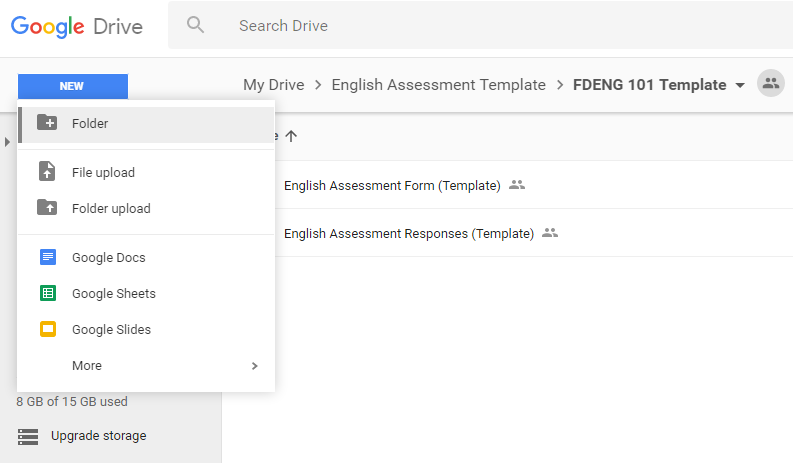 Google Drive
Search Drive
NEW
My Drive > English Assessment Template > FDENG 101 Template
Folder
File upload
English Assessment Form (Template)
Folder upload
English Assessment Responses (Template)
Google Docs
Google Sheets
Google Slides
More
8 GB of 15 GB used
Upgrade storage